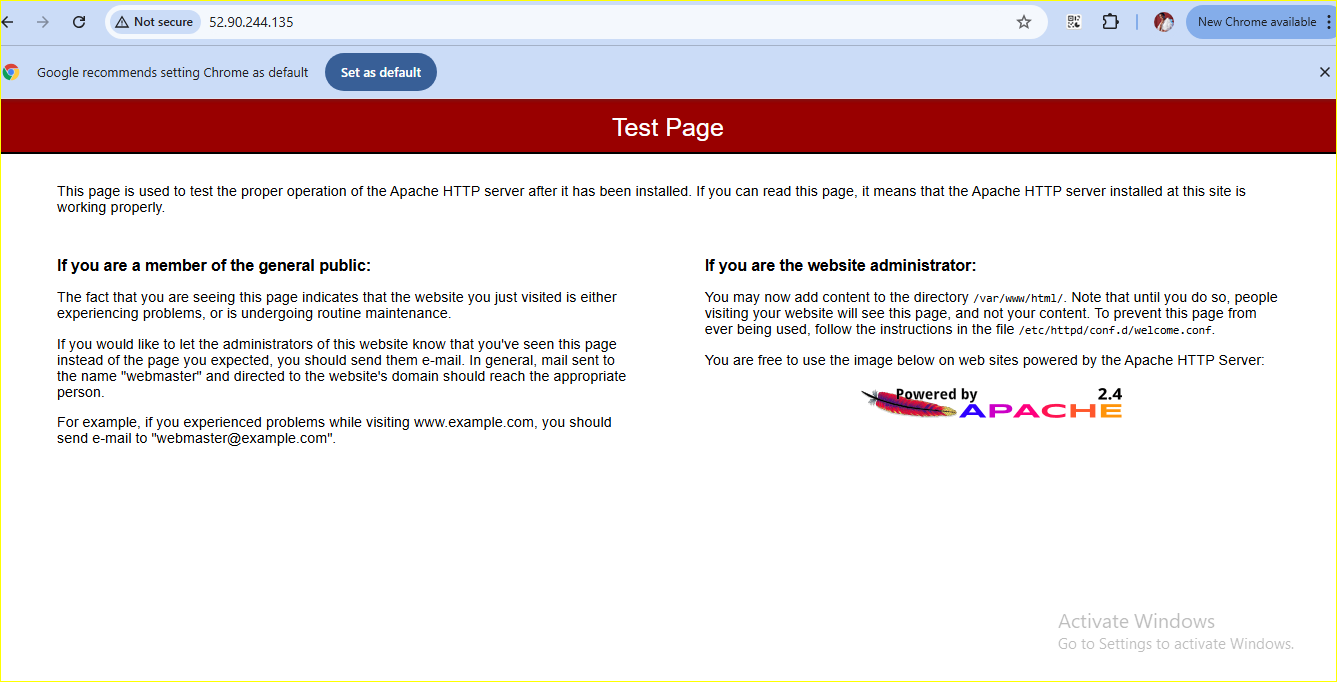 Not secure 52.90.244.135 New Chrome available
Google recommends setting Chrome as default Set as default
Test Page
This page is used to test the proper operation of the Apache HTTP server after it has been installed. If you can read this page, it means that the Apache HTTP server installed at this site is
working properly.
If you are a member of the general public:
The fact that you are seeing this page indicates that the website you just visited is either
experiencing problems, or is undergoing routine maintenance.
If you would like to let the administrators of this website know that you've seen this page
instead of the page you expected, you should send them e-mail. In general, mail sent to
the name "webmaster" and directed to the website's domain should reach the appropriate
person.
For example, if you experienced problems while visiting www.example.com, you should
send e-mail to "webmaster@example.com".
If you are the website administrator:
You may now add content to the directory /var/www/html/. Note that until you do so, people
visiting your website will see this page, and not your content. To prevent this page from
ever being used, follow the instructions in the file /etc/httpd/conf.d/welcome.conf.
You are free to use the image below on web sites powered by the Apache HTTP Server:
Powered by 2.4
APACHE
Activate Windows
Go to Settings to activate Windows.